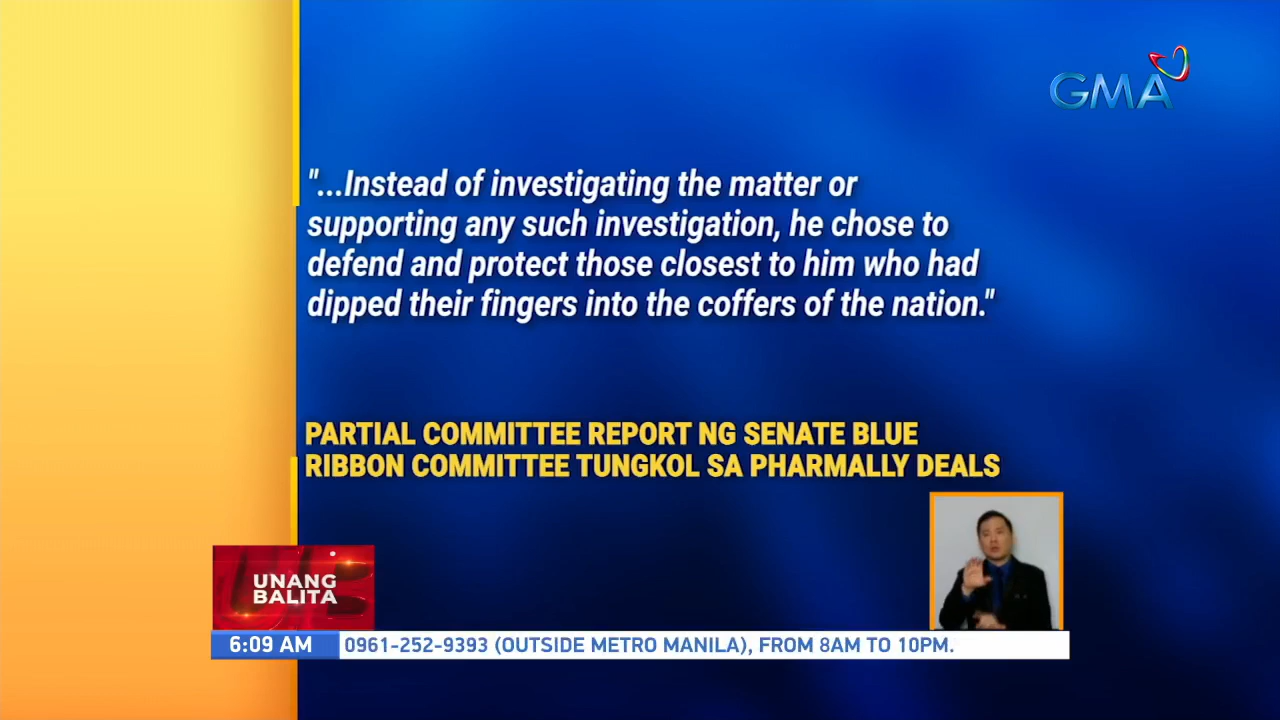 GMA
"...Instead of investigating the matter or
supporting any such investigation, he chose to
defend and protect those closest to him who had
dipped their fingers into the coffers of the nation."
PARTIAL COMMITTEE REPORT NG SENATE BLUE
RIBBON COMMITTEE TUNGKOL SA PHARMALLY DEALS
UNANG
BALITA
6:09 AM
0961-252-9393 (OUTSIDE METRO MANILA), FROM 8AM TO 10PM.